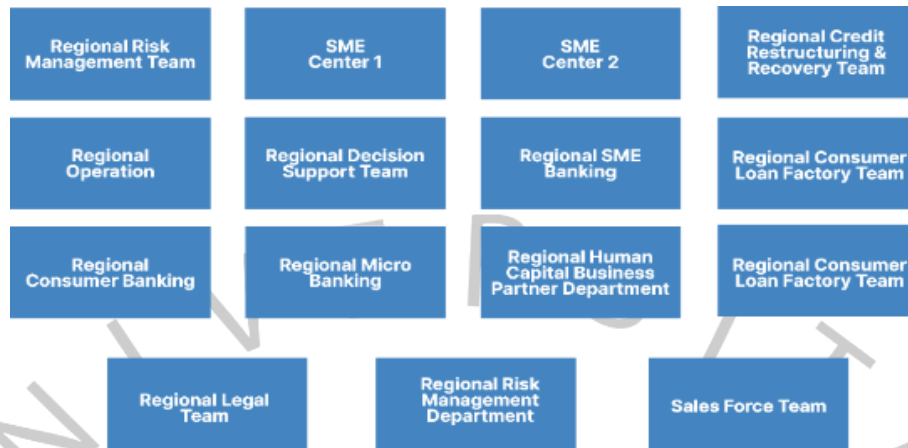 Regional Risk
Management Team
SME
Center 1
SME
Center 2
Regional Credit
Restructuring &
Recovery Team
Regional
Operation
Regional Decision
Support Team
Regional SME
Banking
Regional Consumer
Loan Factory Team
Regional
Consumer Banking
Regional Micro
Banking
Regional Human
Capital Business
Partner Department
Regional Consumer
Loan Factory Team
Regional Legal
Team
Regional Risk
Management
Department
Sales Force Team